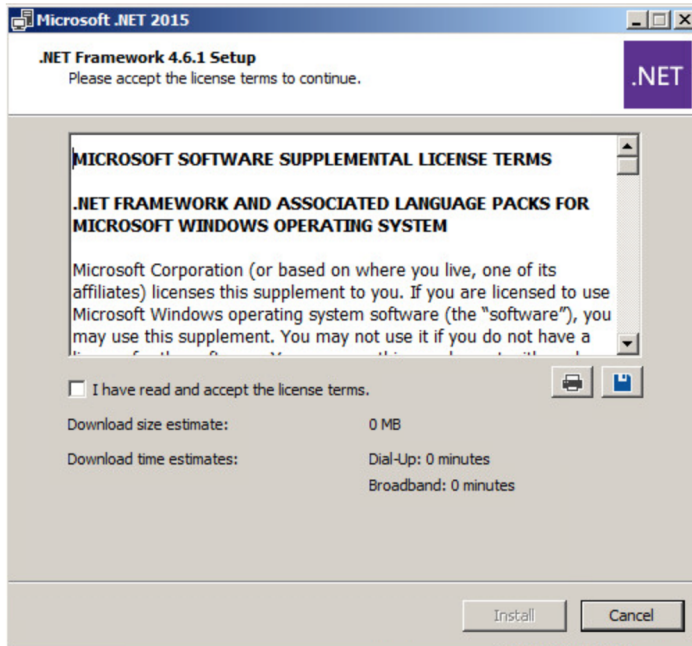 Microsoft .NET 2015
.NET Framework 4.6.1 Setup
Please accept the license terms to continue.
.NET
MICROSOFT SOFTWARE SUPPLEMENTAL LICENSE TERMS
.NET FRAMEWORK AND ASSOCIATED LANGUAGE PACKS FOR
MICROSOFT WINDOWS OPERATING SYSTEM
Microsoft Corporation (or based on where you live, one of its
affiliates) licenses this supplement to you. If you are licensed to use
Microsoft Windows operating system software (the “software”), you
may use this supplement. You may not use it if you do not have a
I have read and accept the license terms.
Download size estimate: 0 MB
Download time estimates: Dial-Up: 0 minutes
Broadband: 0 minutes
Install Cancel